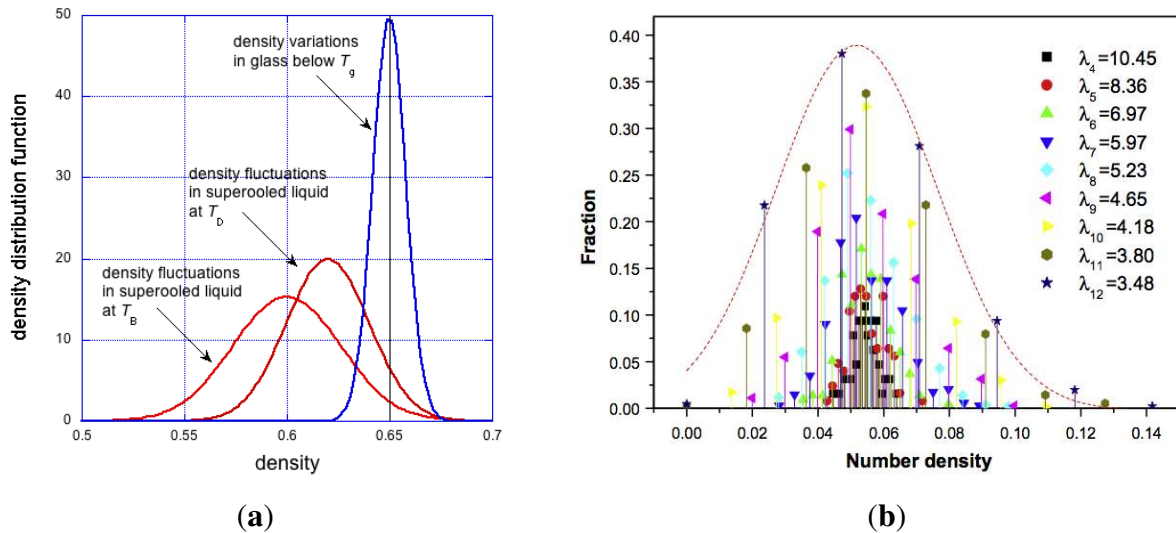 density distribution function
50
40
30
20
10
0
density variations
in glass below Tg
density fluctuations
in superooled liquid
at TD
density fluctuations
in superooled liquid
at TB
0.5
0.55
0.6
0.65
0.7
density
(a)
Fraction
0.40
0.35
0.30
0.25
0.20
0.15
0.10
0.05
0.00
λ4=10.45
λ5=8.36
λ6=6.97
λ7=5.97
λ8=5.23
λ9=4.65
λ10=4.18
λ11=3.80
λ12=3.48
0.00
0.02
0.04
0.06
0.08
0.10
0.12
0.14
Number density
(b)